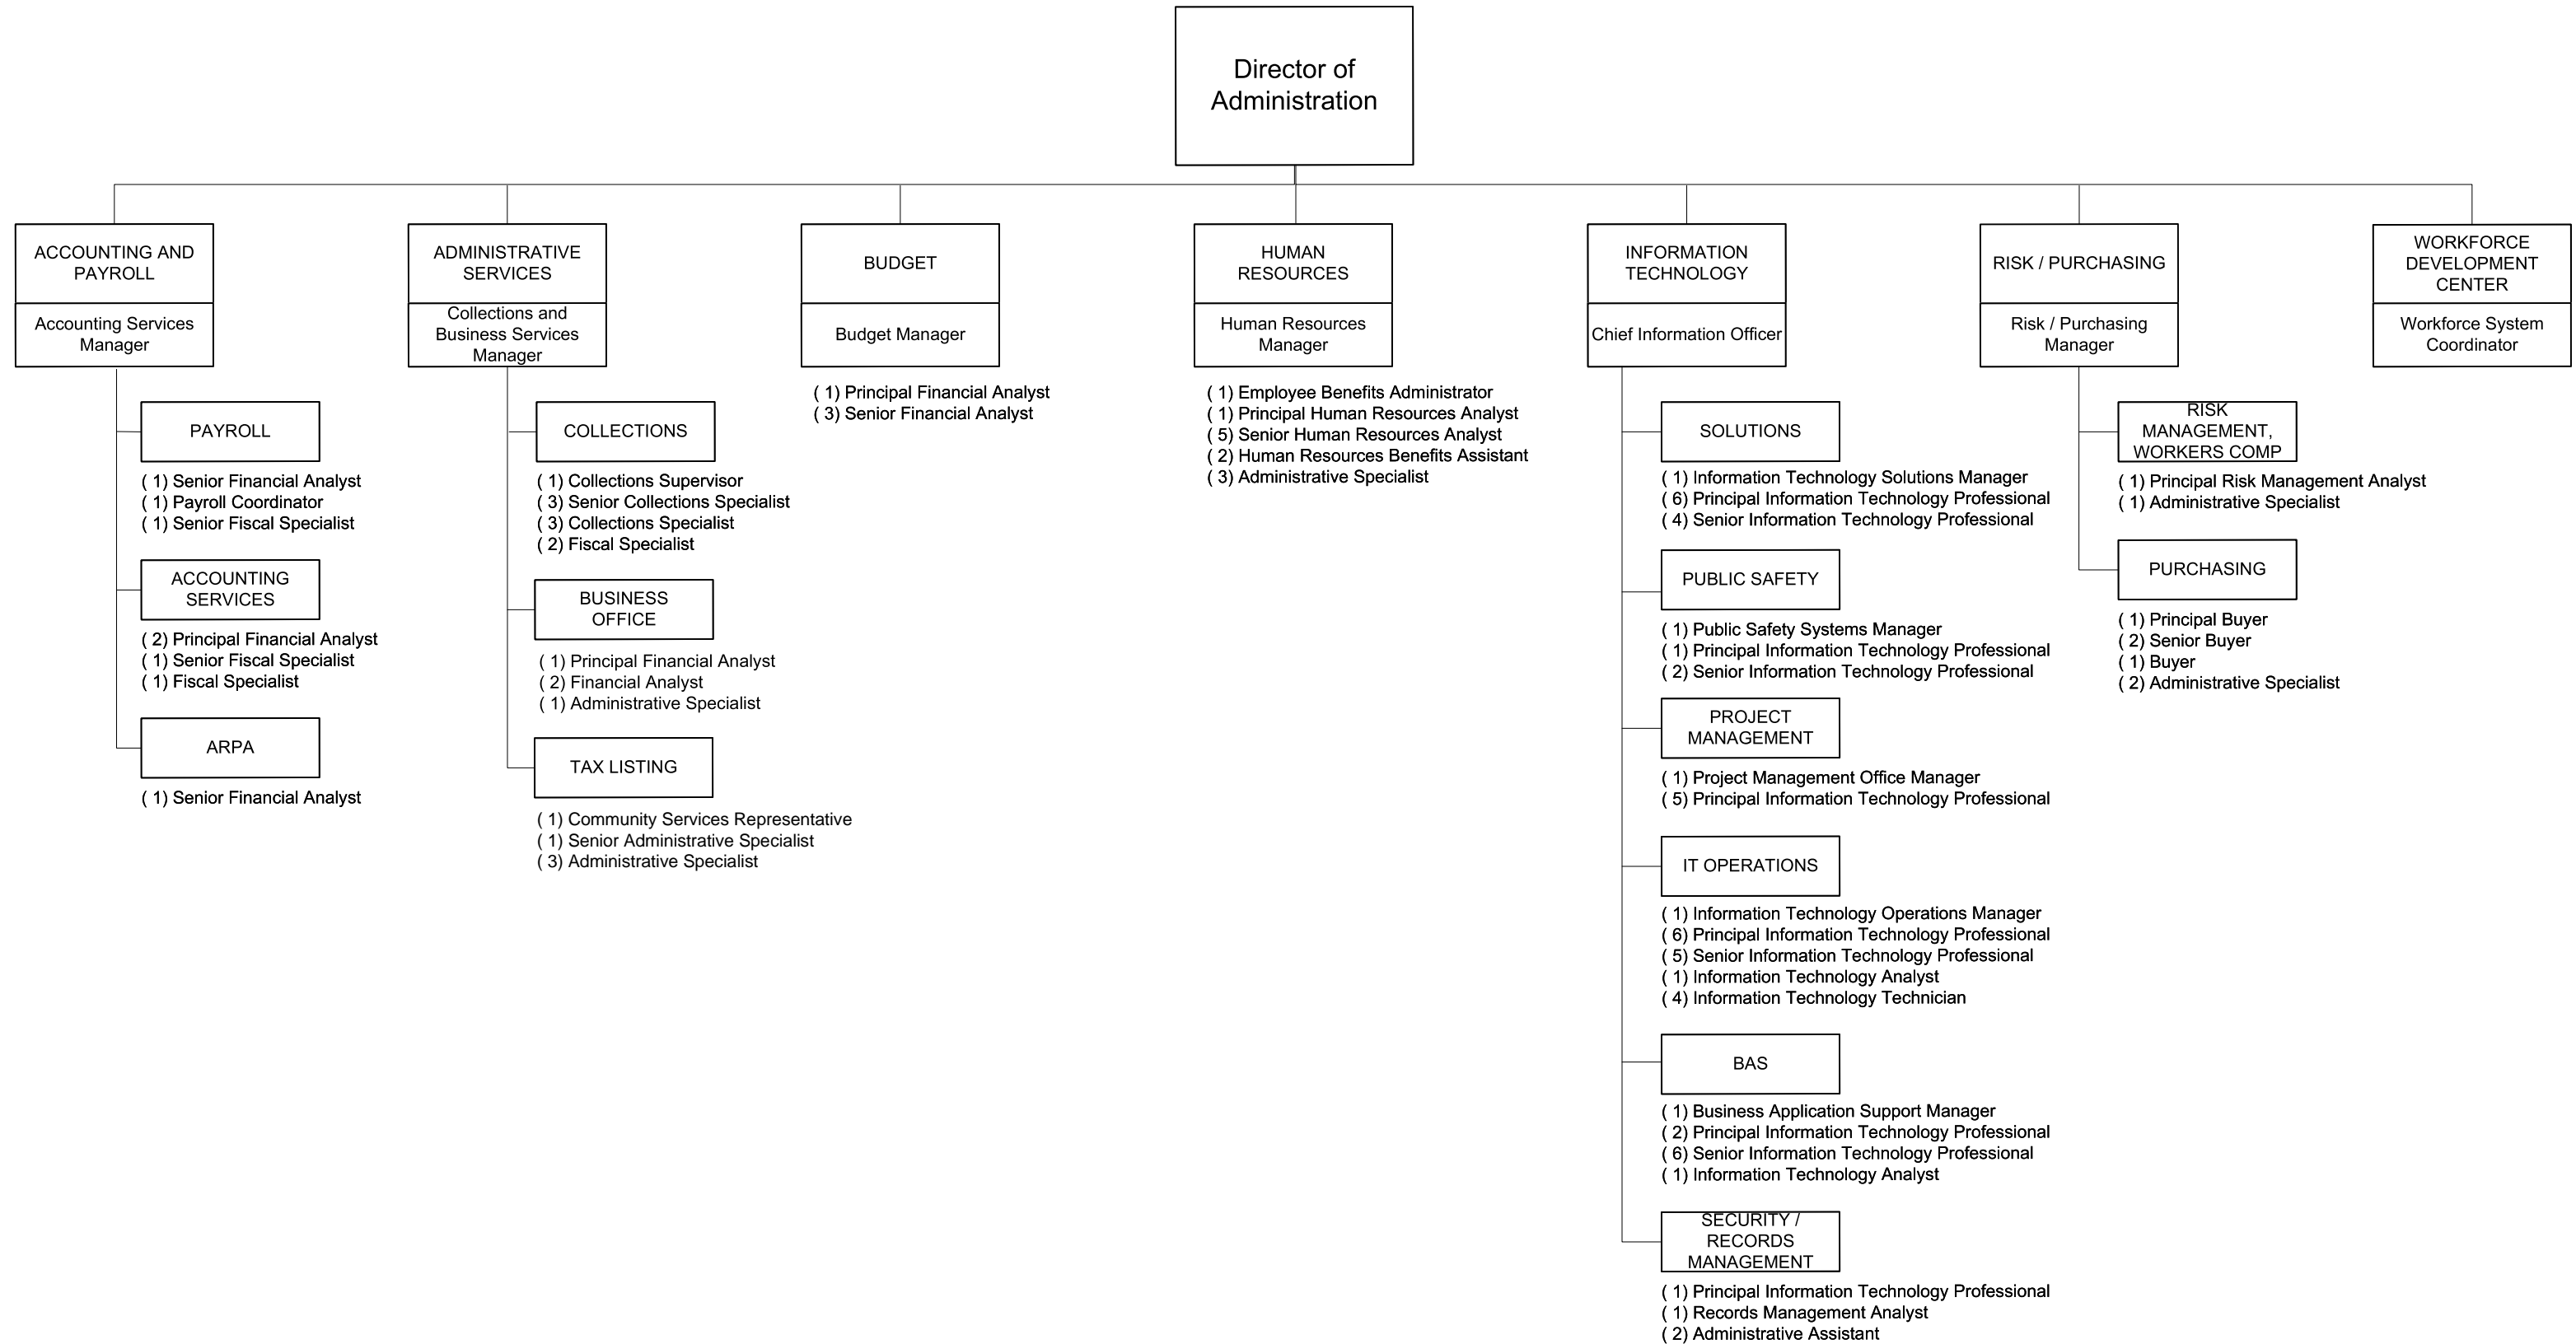 Director of
Administration
ACCOUNTING AND
PAYROLL
Accounting Services
Manager
PAYROLL
( 1) Senior Financial Analyst
( 1) Payroll Coordinator
( 1) Senior Fiscal Specialist
ACCOUNTING
SERVICES
( 2) Principal Financial Analyst
( 1) Senior Fiscal Specialist
( 1) Fiscal Specialist
ARPA
( 1) Senior Financial Analyst
ADMINISTRATIVE
SERVICES
Collections and
Business Services
Manager
COLLECTIONS
( 1) Collections Supervisor
( 3) Senior Collections Specialist
( 3) Collections Specialist
( 2) Fiscal Specialist
BUSINESS
OFFICE
( 1) Principal Financial Analyst
( 2) Financial Analyst
( 1) Administrative Specialist
TAX LISTING
( 1) Community Services Representative
( 1) Senior Administrative Specialist
( 3) Administrative Specialist
BUDGET
Budget Manager
( 1) Principal Financial Analyst
( 3) Senior Financial Analyst
HUMAN
RESOURCES
Human Resources
Manager
( 1) Employee Benefits Administrator
( 1) Principal Human Resources Analyst
( 5) Senior Human Resources Analyst
( 2) Human Resources Benefits Assistant
( 3) Administrative Specialist
INFORMATION
TECHNOLOGY
Chief Information Officer
SOLUTIONS
( 1) Information Technology Solutions Manager
( 6) Principal Information Technology Professional
( 4) Senior Information Technology Professional
PUBLIC SAFETY
( 1) Public Safety Systems Manager
( 1) Principal Information Technology Professional
( 2) Senior Information Technology Professional
PROJECT
MANAGEMENT
( 1) Project Management Office Manager
( 5) Principal Information Technology Professional
IT OPERATIONS
( 1) Information Technology Operations Manager
( 6) Principal Information Technology Professional
( 5) Senior Information Technology Professional
( 1) Information Technology Analyst
( 4) Information Technology Technician
BAS
( 1) Business Application Support Manager
( 2) Principal Information Technology Professional
( 6) Senior Information Technology Professional
( 1) Information Technology Analyst
SECURITY /
RECORDS
MANAGEMENT
( 1) Principal Information Technology Professional
( 1) Records Management Analyst
( 2) Administrative Assistant
RISK / PURCHASING
Risk / Purchasing
Manager
RISK
MANAGEMENT,
WORKERS COMP
( 1) Principal Risk Management Analyst
( 1) Administrative Specialist
PURCHASING
( 1) Principal Buyer
( 2) Senior Buyer
( 1) Buyer
( 2) Administrative Specialist
WORKFORCE
DEVELOPMENT
CENTER
Workforce System
Coordinator